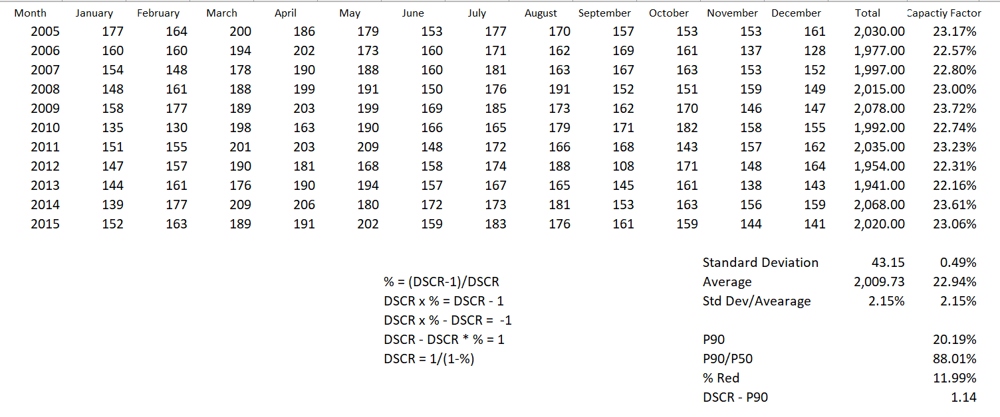 Month January February March April May June July August September October November December Total Capactiy Factor
2005 177 164 200 186 179 153 177 170 157 153 153 161 2,030.00 23.17%
2006 160 160 194 202 173 160 171 162 169 161 137 128 1,977.00 22.57%
2007 154 148 178 190 188 160 181 163 167 163 153 152 1,997.00 22.80%
2008 148 161 188 199 191 150 176 191 152 151 159 149 2,015.00 23.00%
2009 158 177 189 203 199 169 185 173 162 170 146 147 2,078.00 23.72%
2010 135 130 198 163 190 166 165 179 171 182 158 155 1,992.00 22.74%
2011 151 155 201 203 209 148 172 166 168 143 157 162 2,035.00 23.23%
2012 147 157 190 181 168 158 174 188 108 171 148 164 1,954.00 22.31%
2013 144 161 176 190 194 157 167 165 145 161 138 143 1,941.00 22.16%
2014 139 177 209 206 180 172 173 181 153 163 156 159 2,068.00 23.61%
2015 152 163 189 191 202 159 183 176 161 159 144 141 2,020.00 23.06%
Standard Deviation 43.15 0.49%
% = (DSCR-1)/DSCR Average 2,009.73 22.94%
DSCR x % = DSCR - 1 Std Dev/Avearage 2.15% 2.15%
DSCR x % - DSCR = -1
DSCR - DSCR * % = 1 P90 20.19%
DSCR = 1/(1-%) P90/P50 88.01%
% Red 11.99%
DSCR - P90 1.14